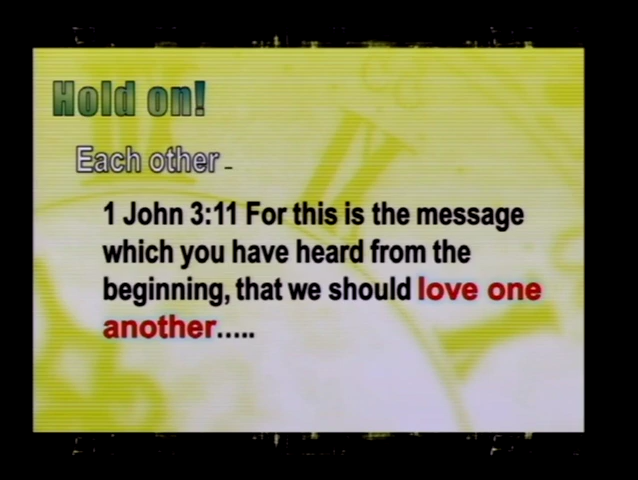 Hold on!
Each other -
1 John 3:11 For this is the message
which you have heard from the
beginning, that we should love one
another…..